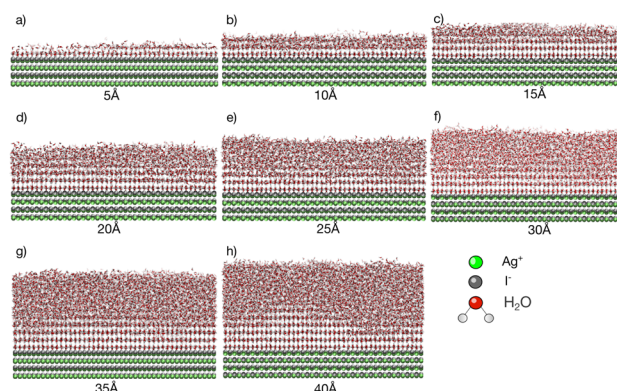 a)
b)
c)
5Å
10Å
15Å
d)
e)
f)
20Å
25Å
30Å
g)
h)
Ag⁺
I⁻
H₂O
35Å
40Å